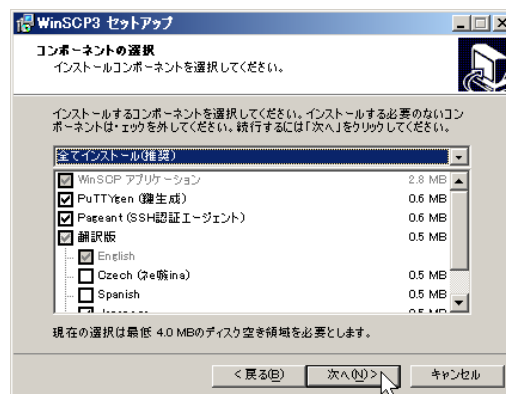 WinSCP3 セットアップ
コンポーネントの選択
インストールコンポーネントを選択してください。
インストールするコンポーネントを選択してください。インストールする必要のないコン
ポーネントは・ェックを外してください。続行するには「次へ」をクリックしてください。
全てインストール(推奨)
WinSCP アプリケーション 2.8 MB
PuTTYgen (鍵生成) 0.6 MB
Pageant (SSH認証エージェント) 0.6 MB
翻訳版 0.5 MB
English
Czech 0.5 MB
Spanish 0.5 MB
現在の選択は最低 4.0 MBのディスク空き領域を必要とします。
< 戻る(B)
次へ(N) >
キャンセル